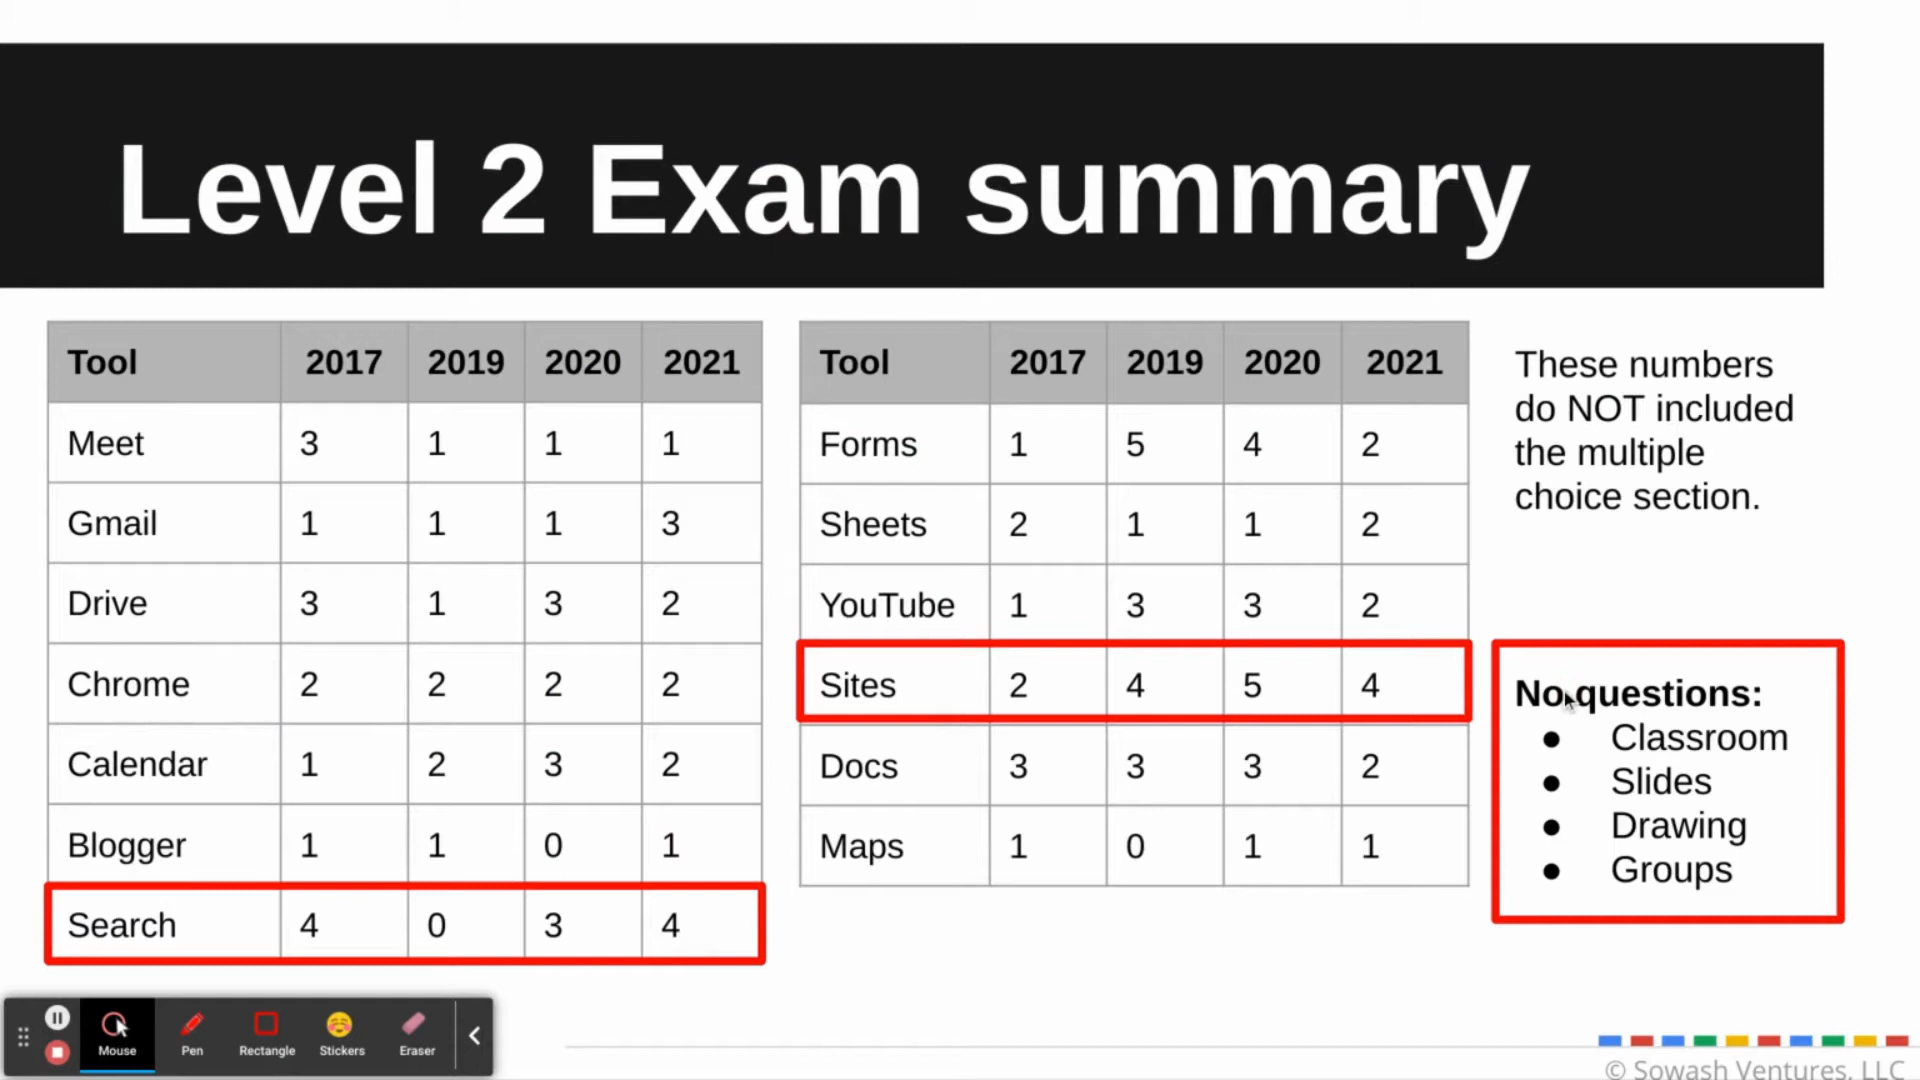 Level 2 Exam summary
Tool 2017 2019 2020 2021
Meet 3 1 1 1
Gmail 1 1 1 3
Drive 3 1 3 2
Chrome 2 2 2 2
Calendar 1 2 3 2
Blogger 1 1 0 1
Search 4 0 3 4
Tool 2017 2019 2020 2021
Forms 1 5 4 2
Sheets 2 1 1 2
YouTube 1 3 3 2
Sites 2 4 5 4
Docs 3 3 3 2
Maps 1 0 1 1
These numbers
do NOT included
the multiple
choice section.
No questions:
● Classroom
● Slides
● Drawing
● Groups
Mouse Pen Rectangle Stickers Eraser
© Sowash Ventures, LLC